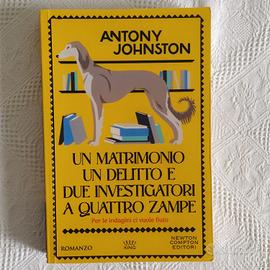 ANTONY
JOHNSTON
UN MATRIMONIO
UN DELITTO E
DUE INVESTIGATORI
A QUATTRO ZAMPE
Per le indagini ci vuole fiuto
ROMANZO
KING
NEWTON
COMPTON
EDITORI